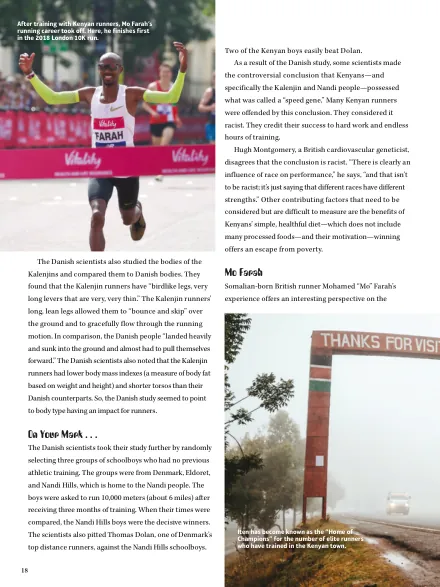 After training with Kenyan runners, Mo Farah's
running career took off. Here, he finishes first
in the 2018 London 10K run.
Vitality
FARAH
Vitality
The Danish scientists also studied the bodies of the
Kalenjins and compared them to Danish bodies. They
found that the Kalenjin runners have "birdlike legs, very
long levers that are very, very thin." The Kalenjin runners'
long, lean legs allowed them to "bounce and skip" over
the ground and to gracefully flow through the running
motion. In comparison, the Danish people "landed heavily
and sunk into the ground and almost had to pull themselves
forward." The Danish scientists also noted that the Kalenjin
runners had lower body mass indexes (a measure of body fat
based on weight and height) and shorter torsos than their
Danish counterparts. So, the Danish study seemed to point
to body type having an impact for runners.
On Your Mark . . .
The Danish scientists took their study further by randomly
selecting three groups of schoolboys who had no previous
athletic training. The groups were from Denmark, Eldoret,
and Nandi Hills, which is home to the Nandi people. The
boys were asked to run 10,000 meters (about 6 miles) after
receiving three months of training. When their times were
compared, the Nandi Hills boys were the decisive winners.
The scientists also pitted Thomas Dolan, one of Denmark's
top distance runners, against the Nandi Hills schoolboys.
18
Two of the Kenyan boys easily beat Dolan.
As a result of the Danish study, some scientists made
the controversial conclusion that Kenyans—and
specifically the Kalenjin and Nandi people—possessed
what was called a "speed gene." Many Kenyan runners
were offended by this conclusion. They considered it
racist. They credit their success to hard work and endless
hours of training.
Hugh Montgomery, a British cardiovascular geneticist,
disagrees that the conclusion is racist. "There is clearly an
influence of race on performance," he says, "and that isn't
to be racist; it's just saying that different races have different
strengths." Other contributing factors that need to be
considered but are difficult to measure are the benefits of
Kenyans' simple, healthful diet—which does not include
many processed foods—and their motivation—winning
offers an escape from poverty.
Mo Farah
Somalian-born British runner Mohamed "Mo" Farah's
experience offers an interesting perspective on the
THANKS FOR VISIT
Iten has become known as the "Home of
Champions" for the number of elite runners
who have trained in the Kenyan town.